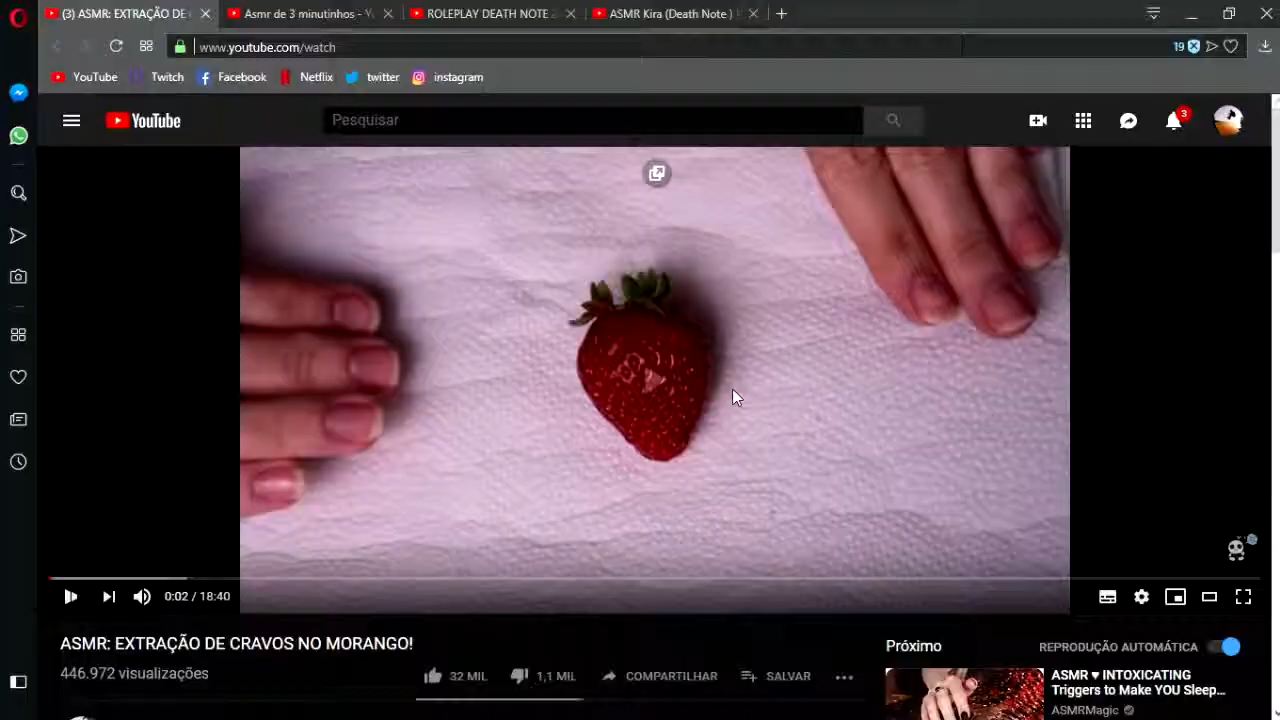 (3) ASMR: EXTRAÇÃO DE
Asmr de 3 minutinhos - Y
ROLEPLAY DEATH NOTE
ASMR Kira (Death Note )
www.youtube.com/watch
19
YouTube
Twitch
Facebook
Netflix
twitter
instagram
YouTube
Pesquisar
3
0:02 / 18:40
ASMR: EXTRAÇÃO DE CRAVOS NO MORANGO!
446.972 visualizações
32 MIL
1,1 MIL
COMPARTILHAR
SALVAR
Próximo
REPRODUÇÃO AUTOMÁTICA
ASMR ♥ INTOXICATING
Triggers to Make YOU Sleep...
ASMRMagic